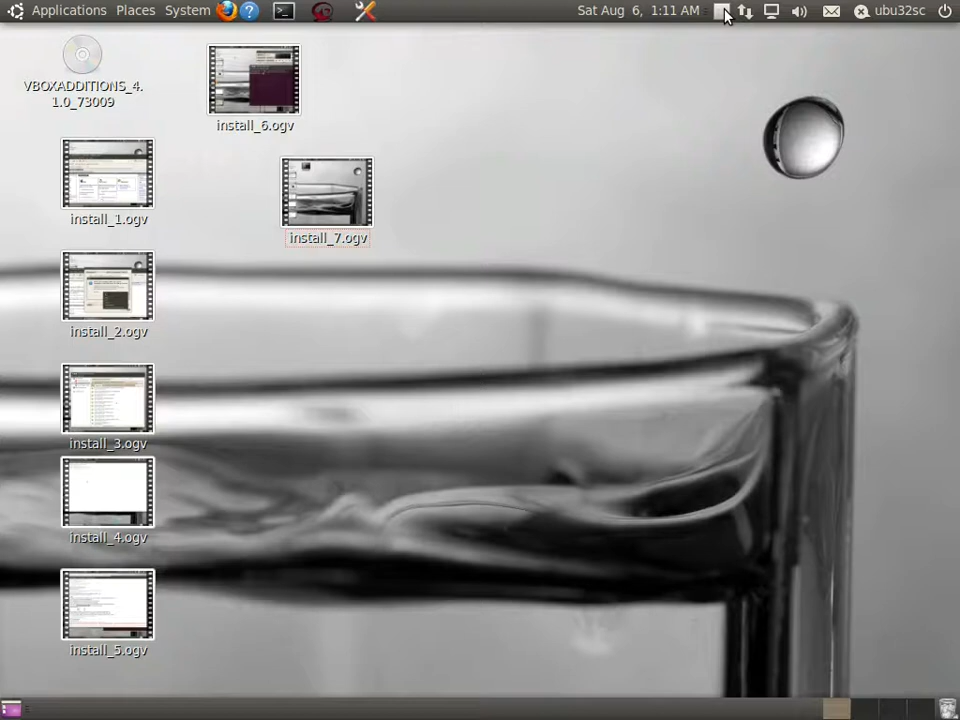 Applications Places System
Sat Aug 6, 1:11 AM
ubu32sc
VBOXADDITIONS_4.
1.0_73009
install_6.ogv
install_1.ogv
install_7.ogv
install_2.ogv
install_3.ogv
install_4.ogv
install_5.ogv